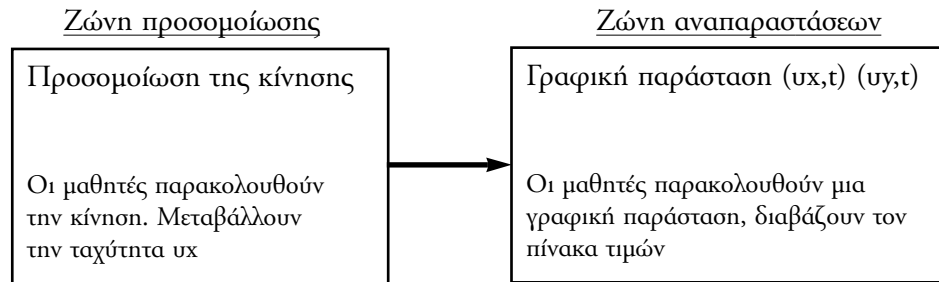 Ζώνη προσομοίωσης
Προσομοίωση της κίνησης
Οι μαθητές παρακολουθούν
την κίνηση. Μεταβάλλουν
την ταχύτητα υx
Ζώνη αναπαραστάσεων
Γραφική παράσταση (υx,t) (υy,t)
Οι μαθητές παρακολουθούν μια
γραφική παράσταση, διαβάζουν τον
πίνακα τιμών